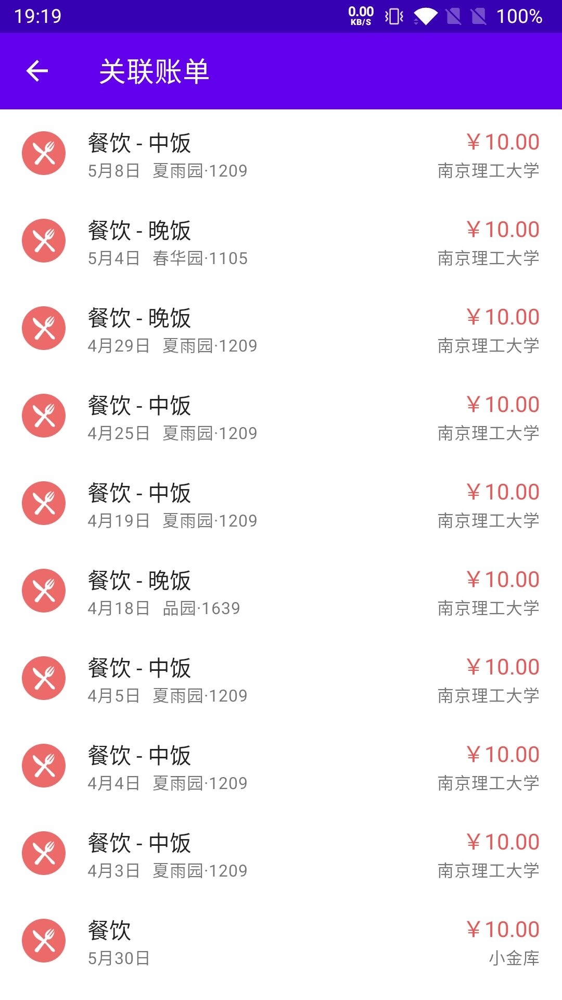 19:19 0.00 KB/S 100%
关联账单
餐饮 - 中饭 ¥10.00
5月8日 夏雨园·1209 南京理工大学
餐饮 - 晚饭 ¥10.00
5月4日 春华园·1105 南京理工大学
餐饮 - 晚饭 ¥10.00
4月29日 夏雨园·1209 南京理工大学
餐饮 - 中饭 ¥10.00
4月25日 夏雨园·1209 南京理工大学
餐饮 - 中饭 ¥10.00
4月19日 夏雨园·1209 南京理工大学
餐饮 - 晚饭 ¥10.00
4月18日 品园·1639 南京理工大学
餐饮 - 中饭 ¥10.00
4月5日 夏雨园·1209 南京理工大学
餐饮 - 中饭 ¥10.00
4月4日 夏雨园·1209 南京理工大学
餐饮 - 中饭 ¥10.00
4月3日 夏雨园·1209 南京理工大学
餐饮 ¥10.00
5月30日 小金库